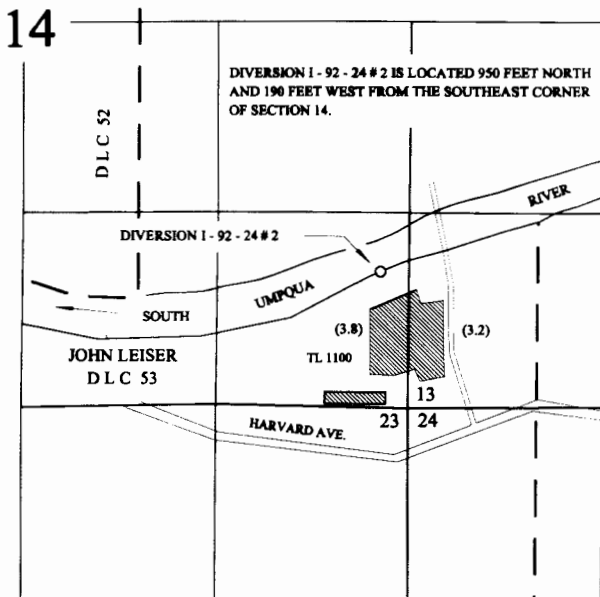 14
DIVERSION I - 92 - 24 # 2 IS LOCATED 950 FEET NORTH
AND 190 FEET WEST FROM THE SOUTHEAST CORNER
OF SECTION 14.
D L C 52
RIVER
DIVERSION I - 92 - 24 # 2
UMPQUA
SOUTH
(3.8)
(3.2)
JOHN LEISER
D L C 53
TL 1100
13
23
24
HARVARD AVE.